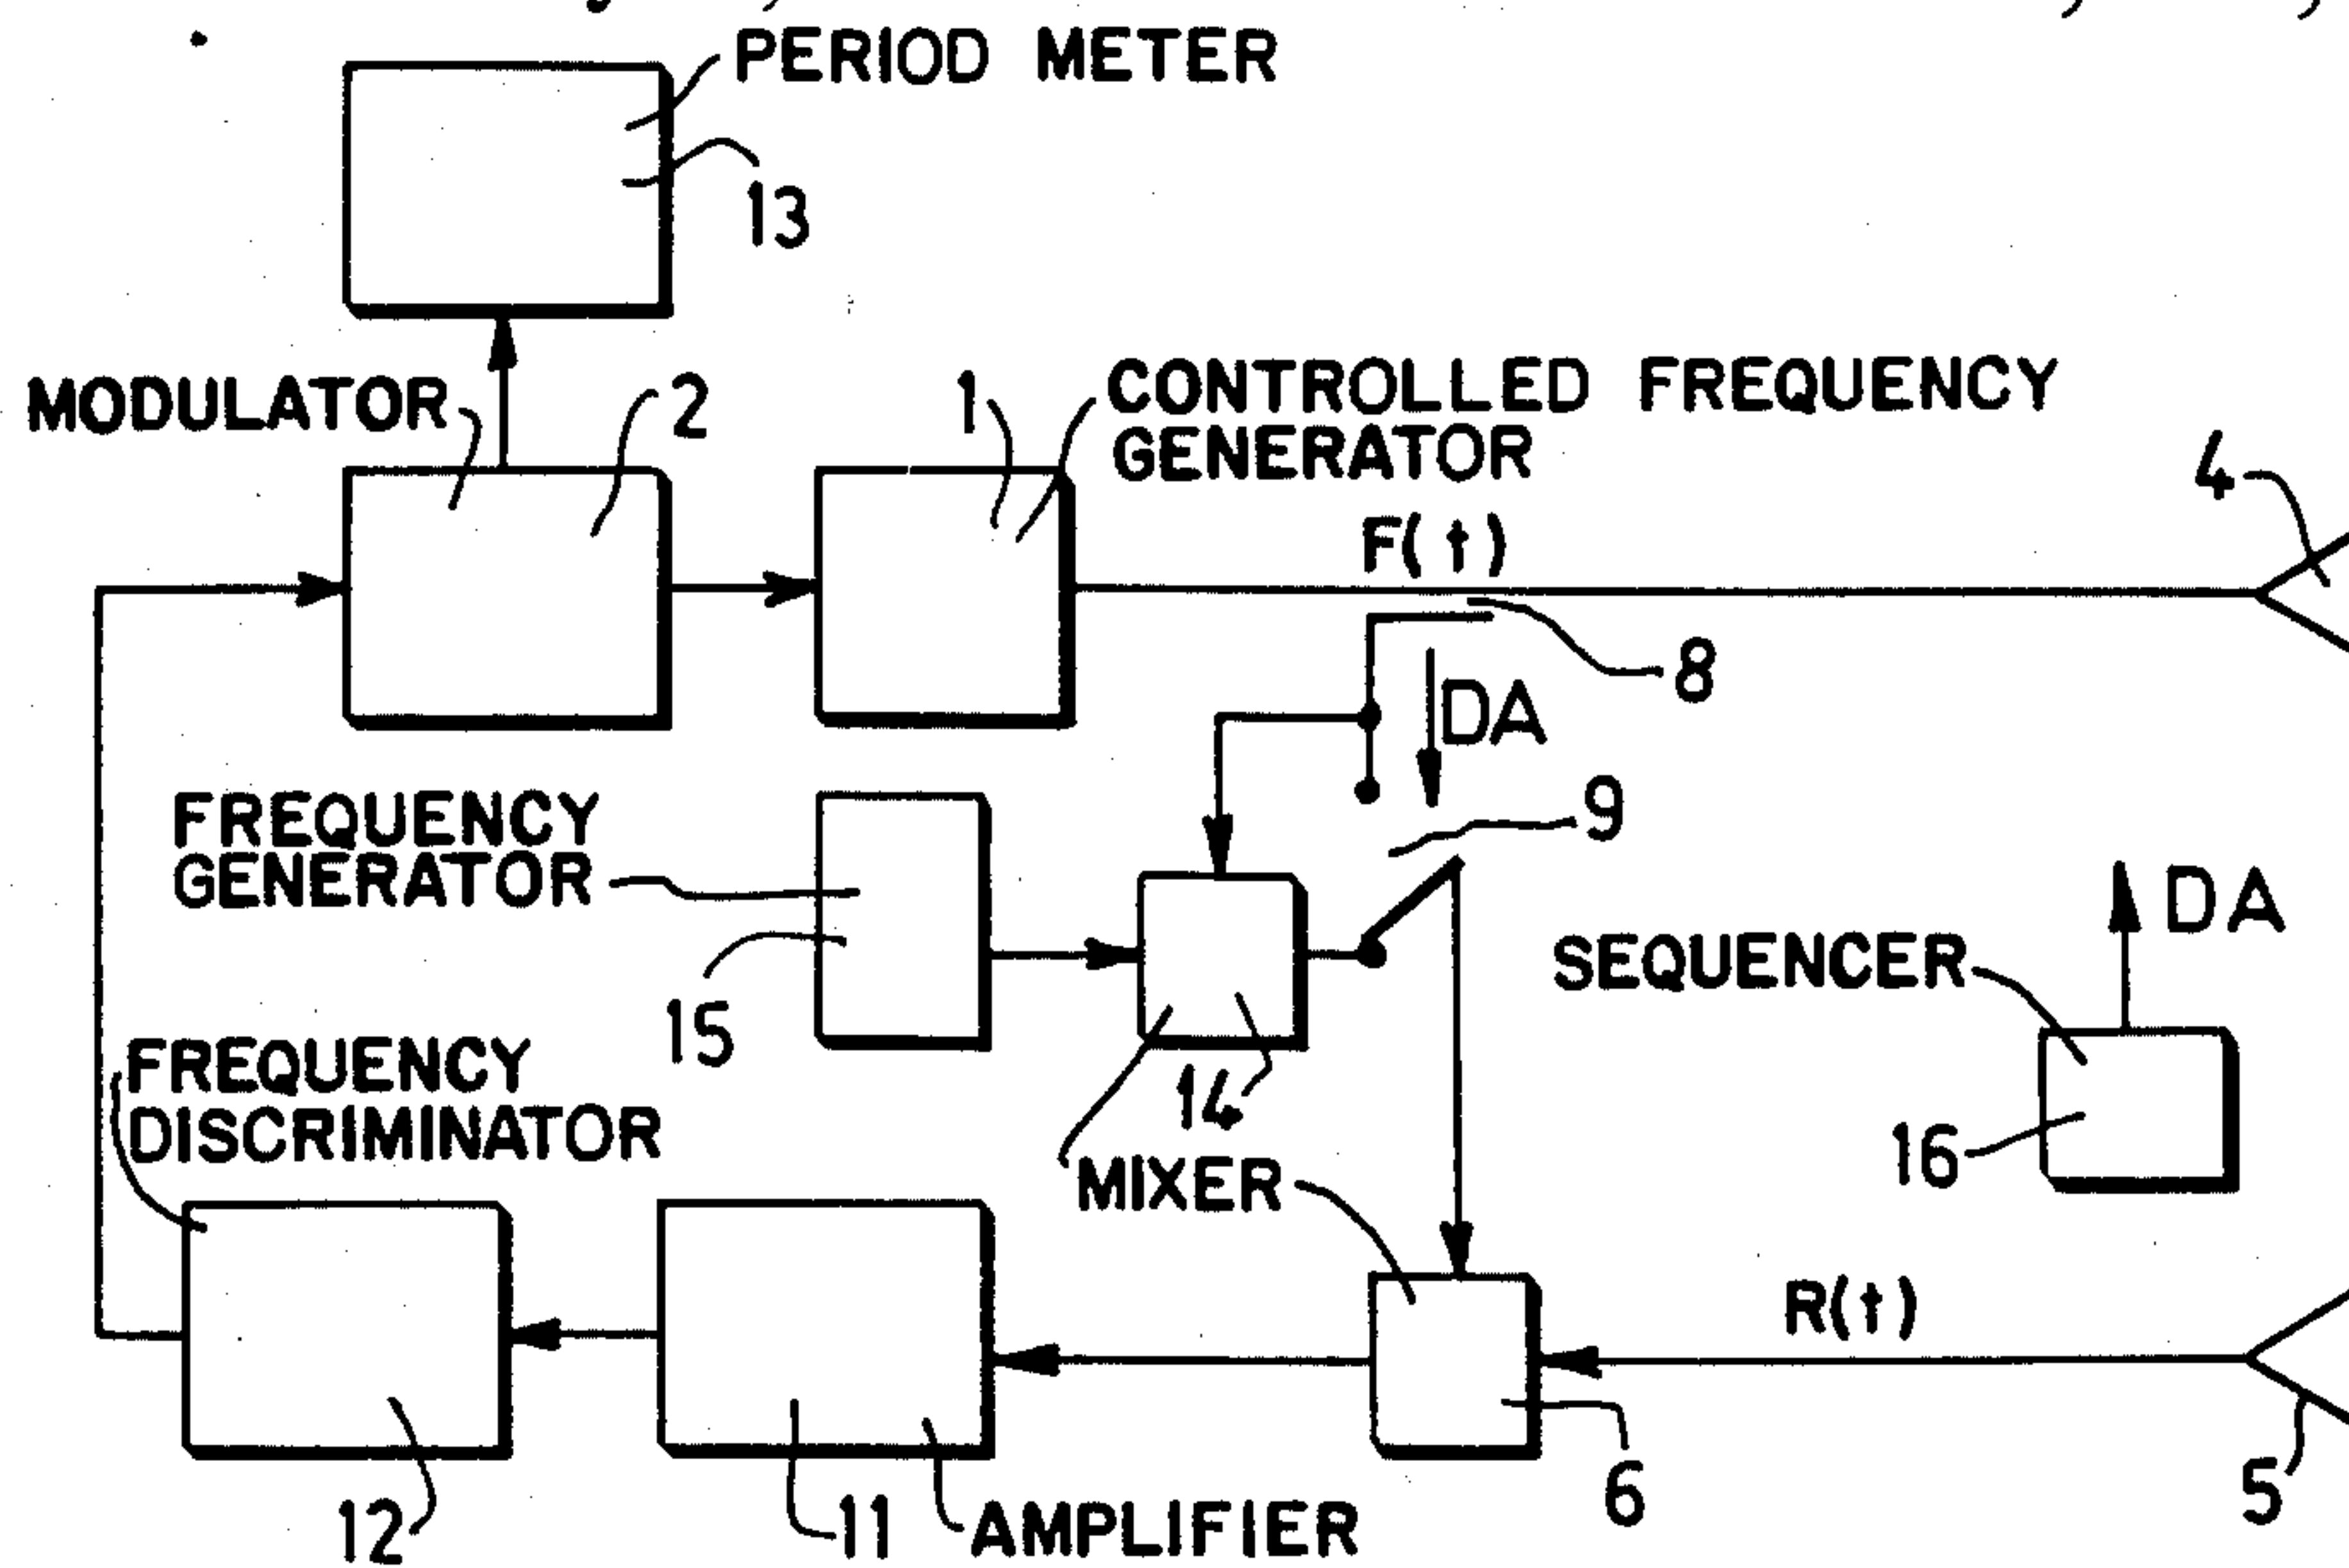 PERIOD METER
13
MODULATOR
2
1
CONTROLLED FREQUENCY
GENERATOR
4
F(t)
8
DA
9
FREQUENCY
GENERATOR
15
DA
SEQUENCER
14
16
FREQUENCY
DISCRIMINATOR
MIXER
R(t)
12
11
AMPLIFIER
6
5